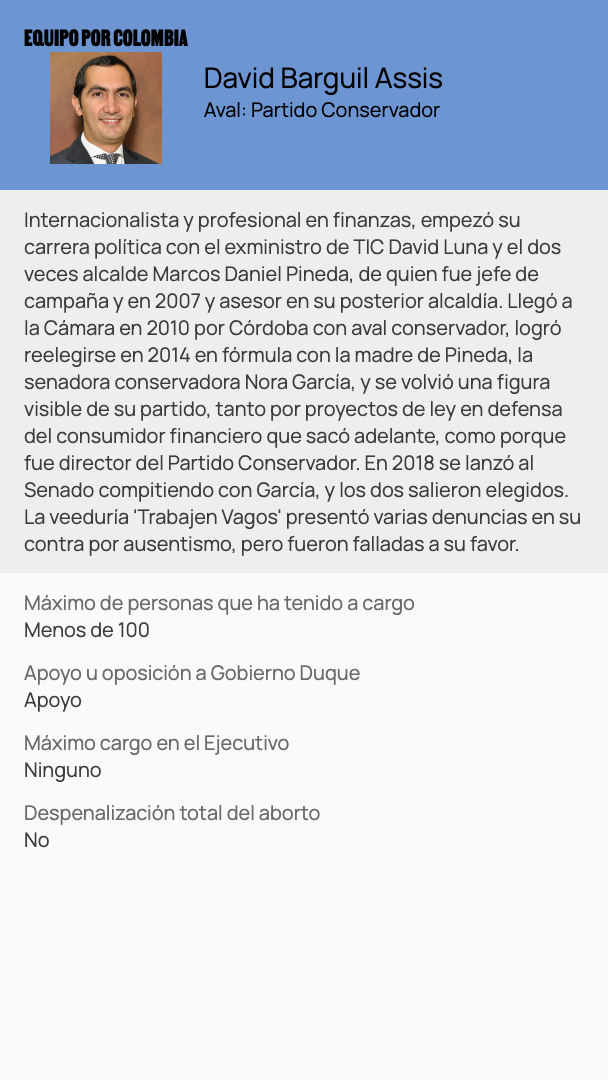 EQUIPO POR COLOMBIA
David Barguil Assis
Aval: Partido Conservador
Internacionalista y profesional en finanzas, empezó su
carrera política con el exministro de TIC David Luna y el dos
veces alcalde Marcos Daniel Pineda, de quien fue jefe de
campaña y en 2007 y asesor en su posterior alcaldía. Llegó a
la Cámara en 2010 por Córdoba con aval conservador, logró
reelegirse en 2014 en fórmula con la madre de Pineda, la
senadora conservadora Nora García, y se volvió una figura
visible de su partido, tanto por proyectos de ley en defensa
del consumidor financiero que sacó adelante, como porque
fue director del Partido Conservador. En 2018 se lanzó al
Senado compitiendo con García, y los dos salieron elegidos.
La veeduría 'Trabajen Vagos' presentó varias denuncias en su
contra por ausentismo, pero fueron falladas a su favor.
Máximo de personas que ha tenido a cargo
Menos de 100
Apoyo u oposición a Gobierno Duque
Apoyo
Máximo cargo en el Ejecutivo
Ninguno
Despenalización total del aborto
No